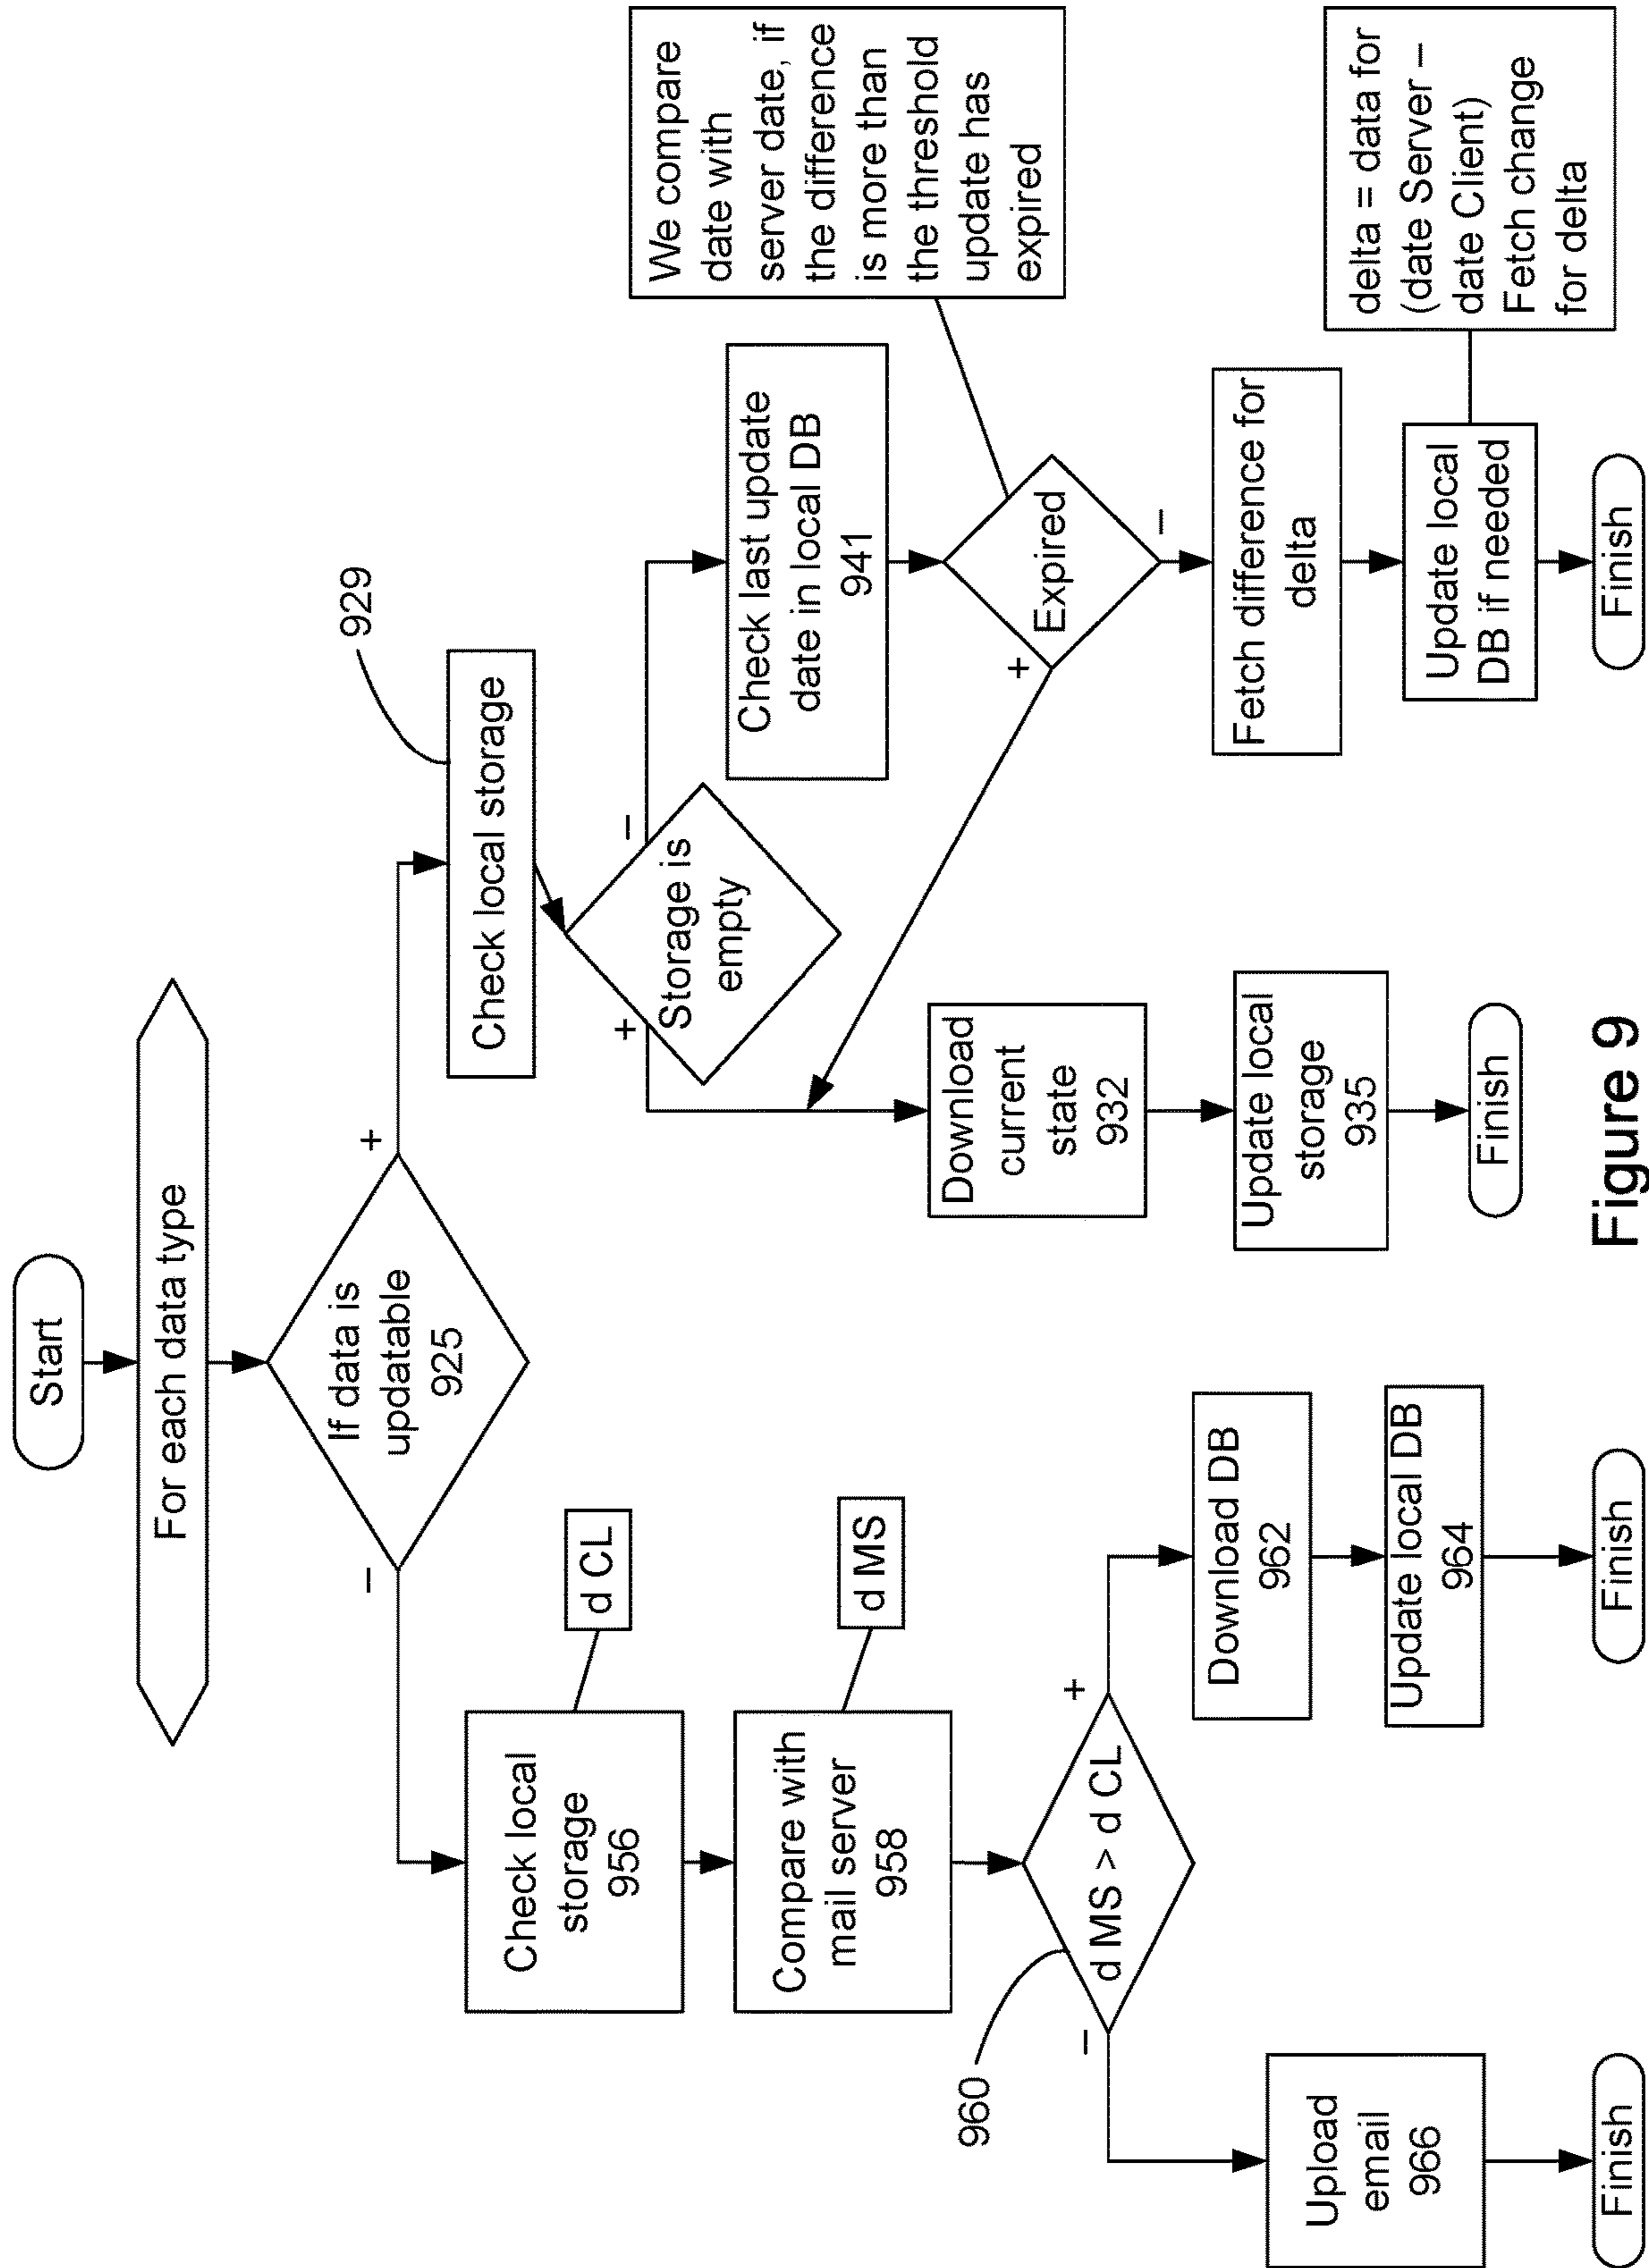 Start
For each data type
If data is
updatable
925
+
–
Check local storage
929
Storage is
empty
+
–
Check last update
date in local DB
941
Expired
+
–
We compare
date with
server date, if
the difference
is more than
the threshold
update has
expired
Fetch difference for
delta
Update local
DB if needed
delta = data for
(date Server –
date Client)
Fetch change
for delta
Finish
Download
current
state
932
Update local
storage
935
Finish
Check local
storage
956
d CL
Compare with
mail server
958
d MS
d MS > d CL
960
+
–
Download DB
962
Update local DB
964
Finish
Upload
email
966
Finish
Figure 9